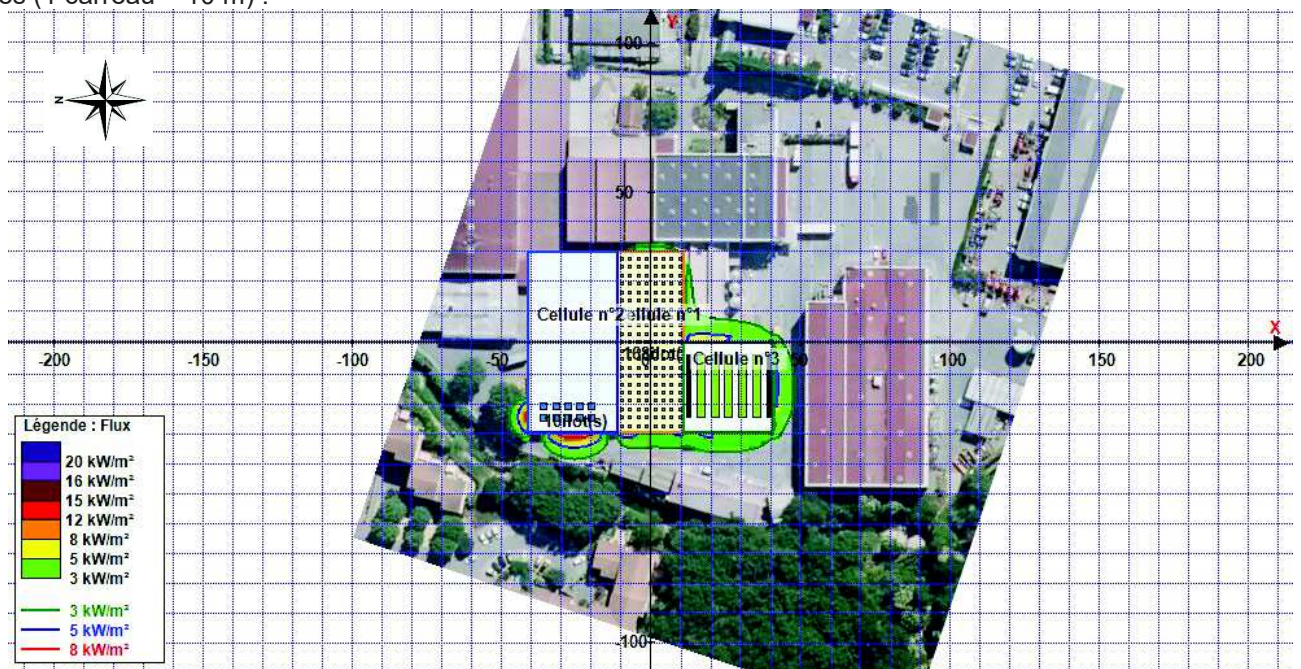 es (1 carreau = 10 m) :
Y
100
N
50
Cellule n°2
ellule n°1
-200
-150
-100
-50
50
100
150
200
X
Cellule n°3
10 îlot(s)
-100
Légende : Flux
20 kW/m²
16 kW/m²
15 kW/m²
12 kW/m²
8 kW/m²
5 kW/m²
3 kW/m²
3 kW/m²
5 kW/m²
8 kW/m²